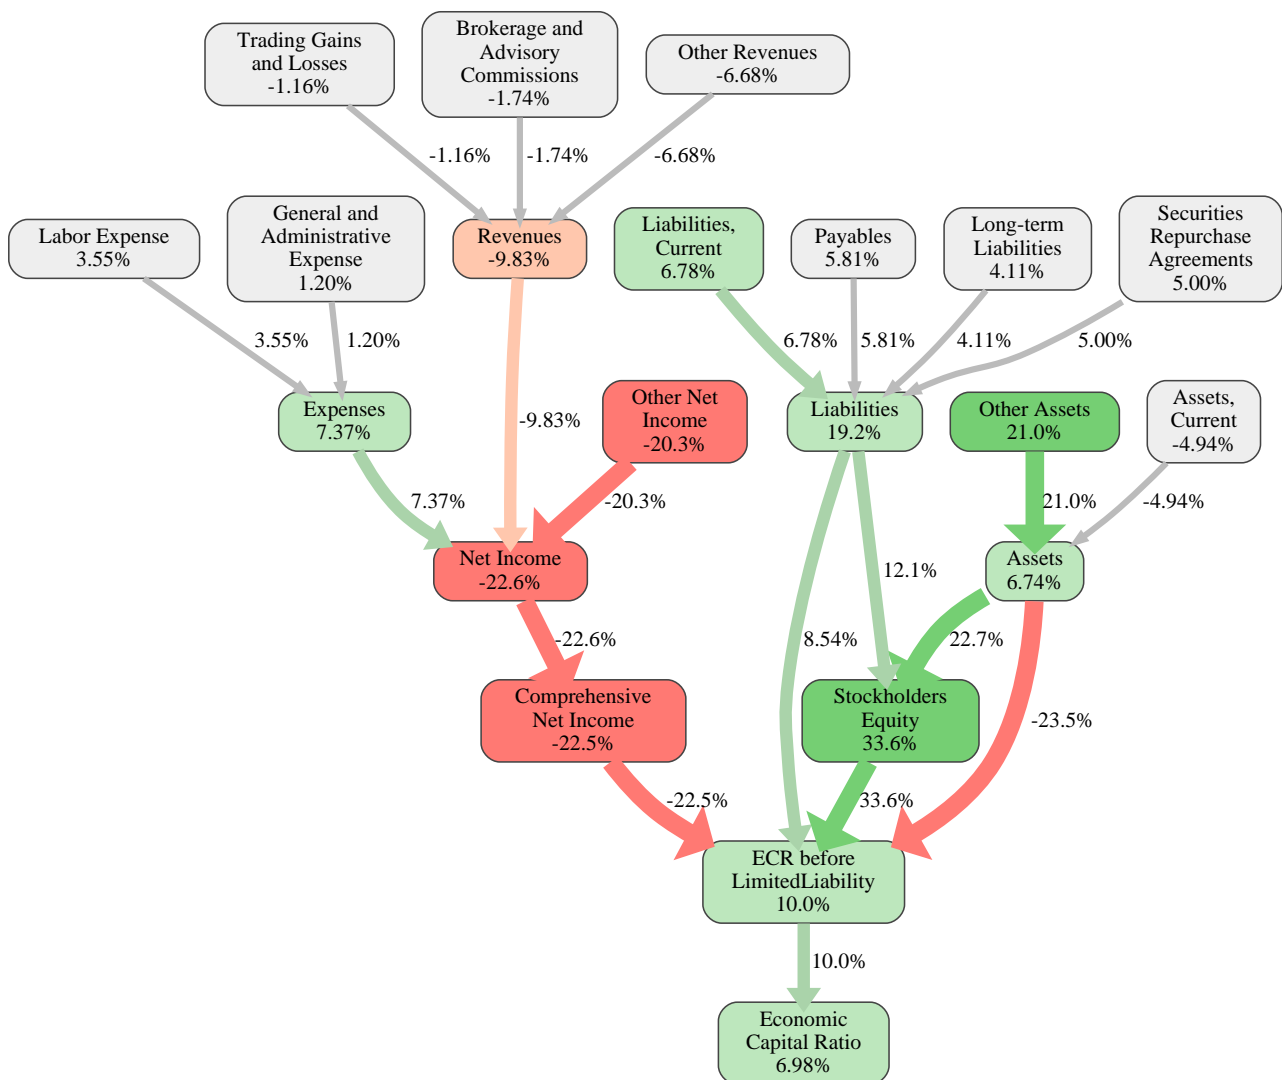 Trading Gains
and Losses
-1.16%
Brokerage and
Advisory
Commissions
-1.74%
Other Revenues
-6.68%
-1.16%
-1.74%
-6.68%
Labor Expense
3.55%
General and
Administrative
Expense
1.20%
Revenues
-9.83%
Liabilities,
Current
6.78%
Payables
5.81%
Long-term
Liabilities
4.11%
Securities
Repurchase
Agreements
5.00%
3.55%
1.20%
6.78%
5.81%
4.11%
5.00%
Expenses
7.37%
-9.83%
Other Net
Income
-20.3%
Liabilities
19.2%
Other Assets
21.0%
Assets,
Current
-4.94%
7.37%
-20.3%
21.0%
-4.94%
Net Income
-22.6%
12.1%
Assets
6.74%
-22.6%
8.54%
22.7%
Comprehensive
Net Income
-22.5%
Stockholders
Equity
33.6%
-23.5%
-22.5%
33.6%
ECR before
LimitedLiability
10.0%
10.0%
Economic
Capital Ratio
6.98%